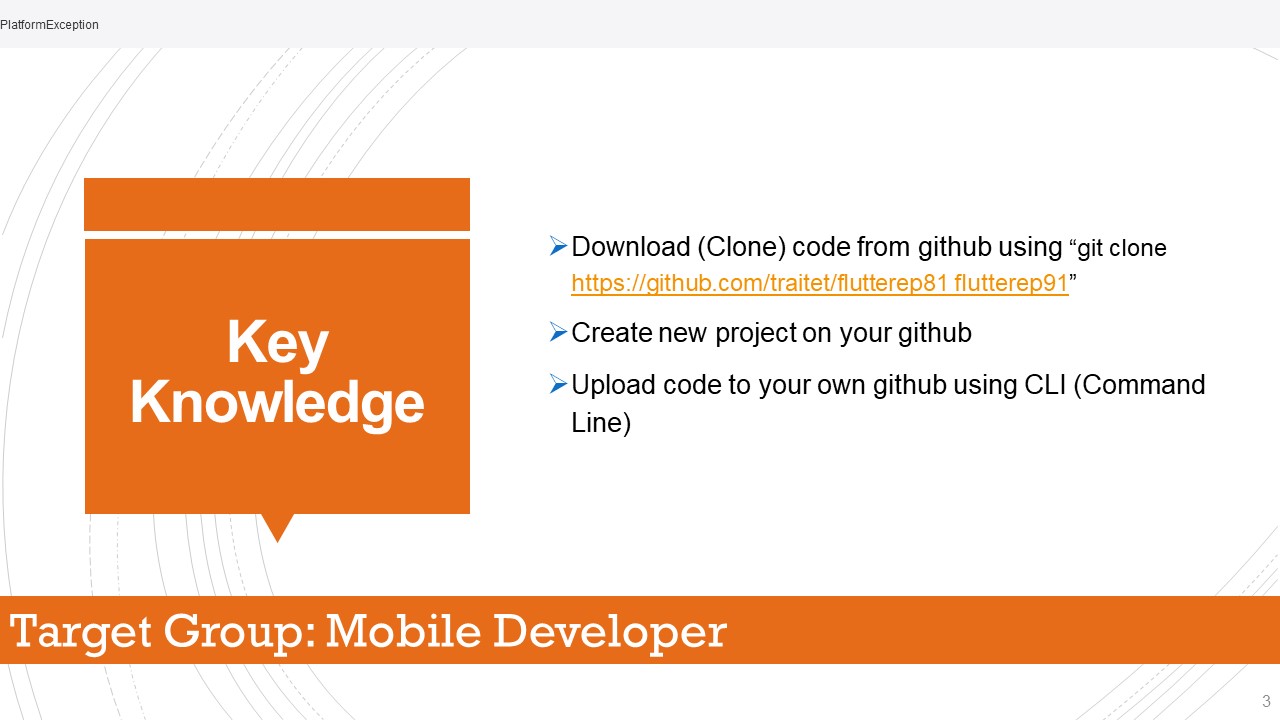 PlatformException
Key
Knowledge
➢Download (Clone) code from github using “git clone
https://github.com/traitet/flutterep81 flutterep91”
➢Create new project on your github
➢Upload code to your own github using CLI (Command
Line)
Target Group: Mobile Developer
3